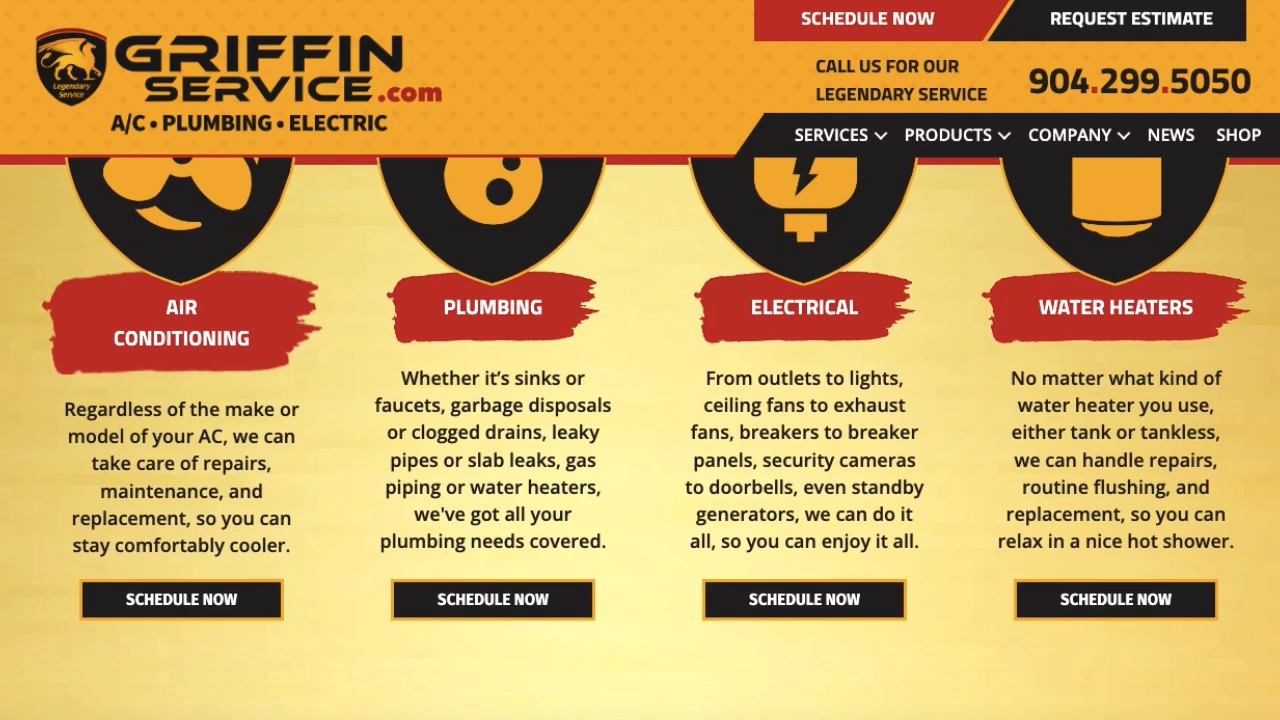 SCHEDULE NOW
REQUEST ESTIMATE
Legendary
Service
GRIFFIN
SERVICE.com
A/C • PLUMBING • ELECTRIC
CALL US FOR OUR
LEGENDARY SERVICE
904.299.5050
SERVICES
PRODUCTS
COMPANY
NEWS
SHOP
AIR
CONDITIONING
Regardless of the make or
model of your AC, we can
take care of repairs,
maintenance, and
replacement, so you can
stay comfortably cooler.
SCHEDULE NOW
PLUMBING
Whether it’s sinks or
faucets, garbage disposals
or clogged drains, leaky
pipes or slab leaks, gas
piping or water heaters,
we've got all your
plumbing needs covered.
SCHEDULE NOW
ELECTRICAL
From outlets to lights,
ceiling fans to exhaust
fans, breakers to breaker
panels, security cameras
to doorbells, even standby
generators, we can do it
all, so you can enjoy it all.
SCHEDULE NOW
WATER HEATERS
No matter what kind of
water heater you use,
either tank or tankless,
we can handle repairs,
routine flushing, and
replacement, so you can
relax in a nice hot shower.
SCHEDULE NOW